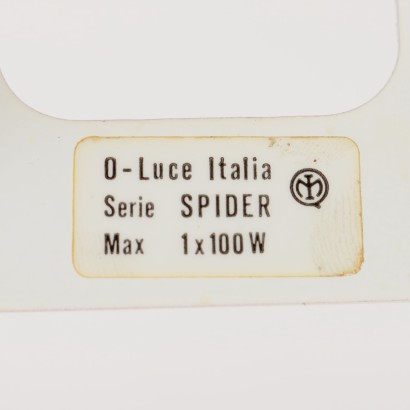 O-Luce Italia
Serie SPIDER
Max 1x100W